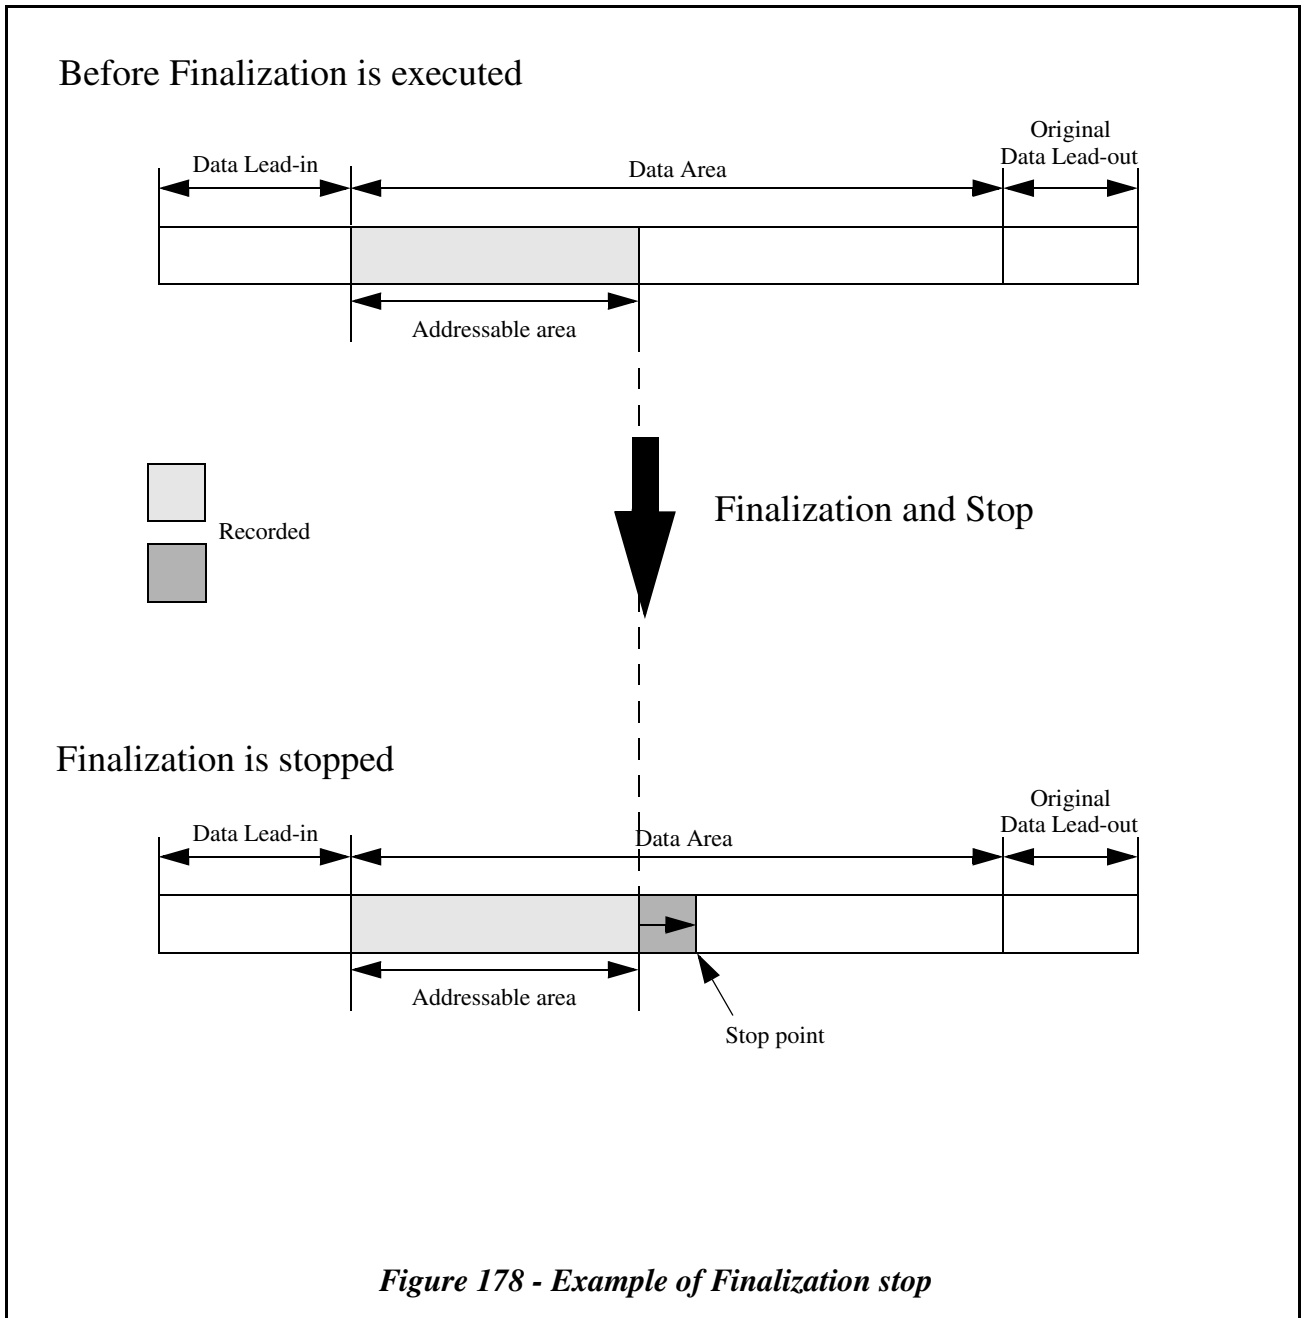 Before Finalization is executed
Original
Data Lead-in
Data Area
Data Lead-out
Addressable area
Finalization and Stop
Recorded
Finalization is stopped
Original
Data Lead-in
Data Area
Data Lead-out
Addressable area
Stop point
Figure 178 - Example of Finalization stop